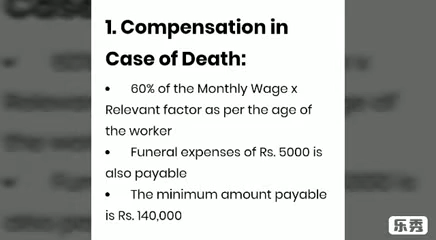 1. Compensation in
Case of Death:
• 60% of the Monthly Wage x
Relevant factor as per the age of
the worker
• Funeral expenses of Rs. 5000 is
also payable
• The minimum amount payable
is Rs. 140,000
乐秀